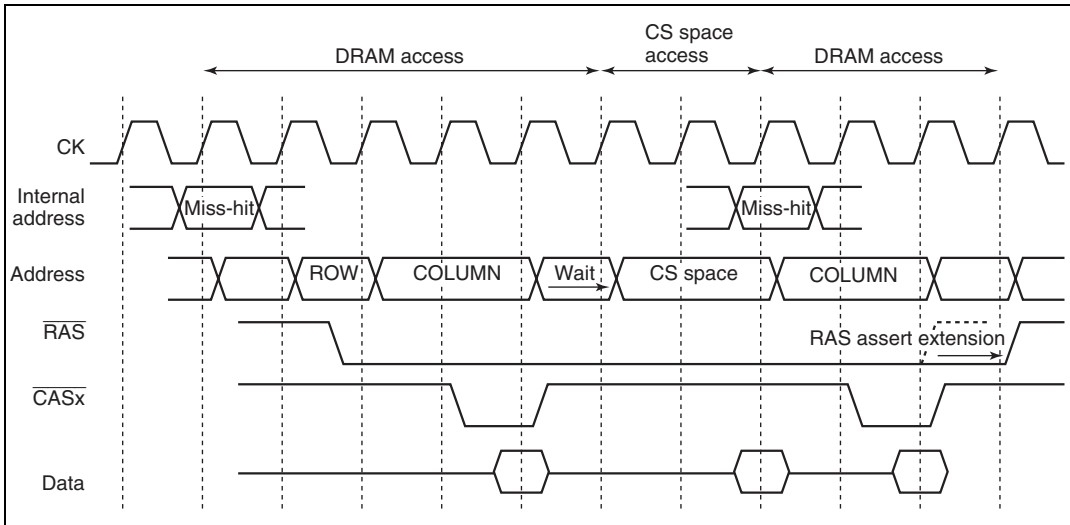 DRAM access
CS space
access
DRAM access
CK
Internal
address
Miss-hit
Miss-hit
Address
ROW
COLUMN
Wait
CS space
COLUMN
RAS
RAS assert extension
CASx
Data